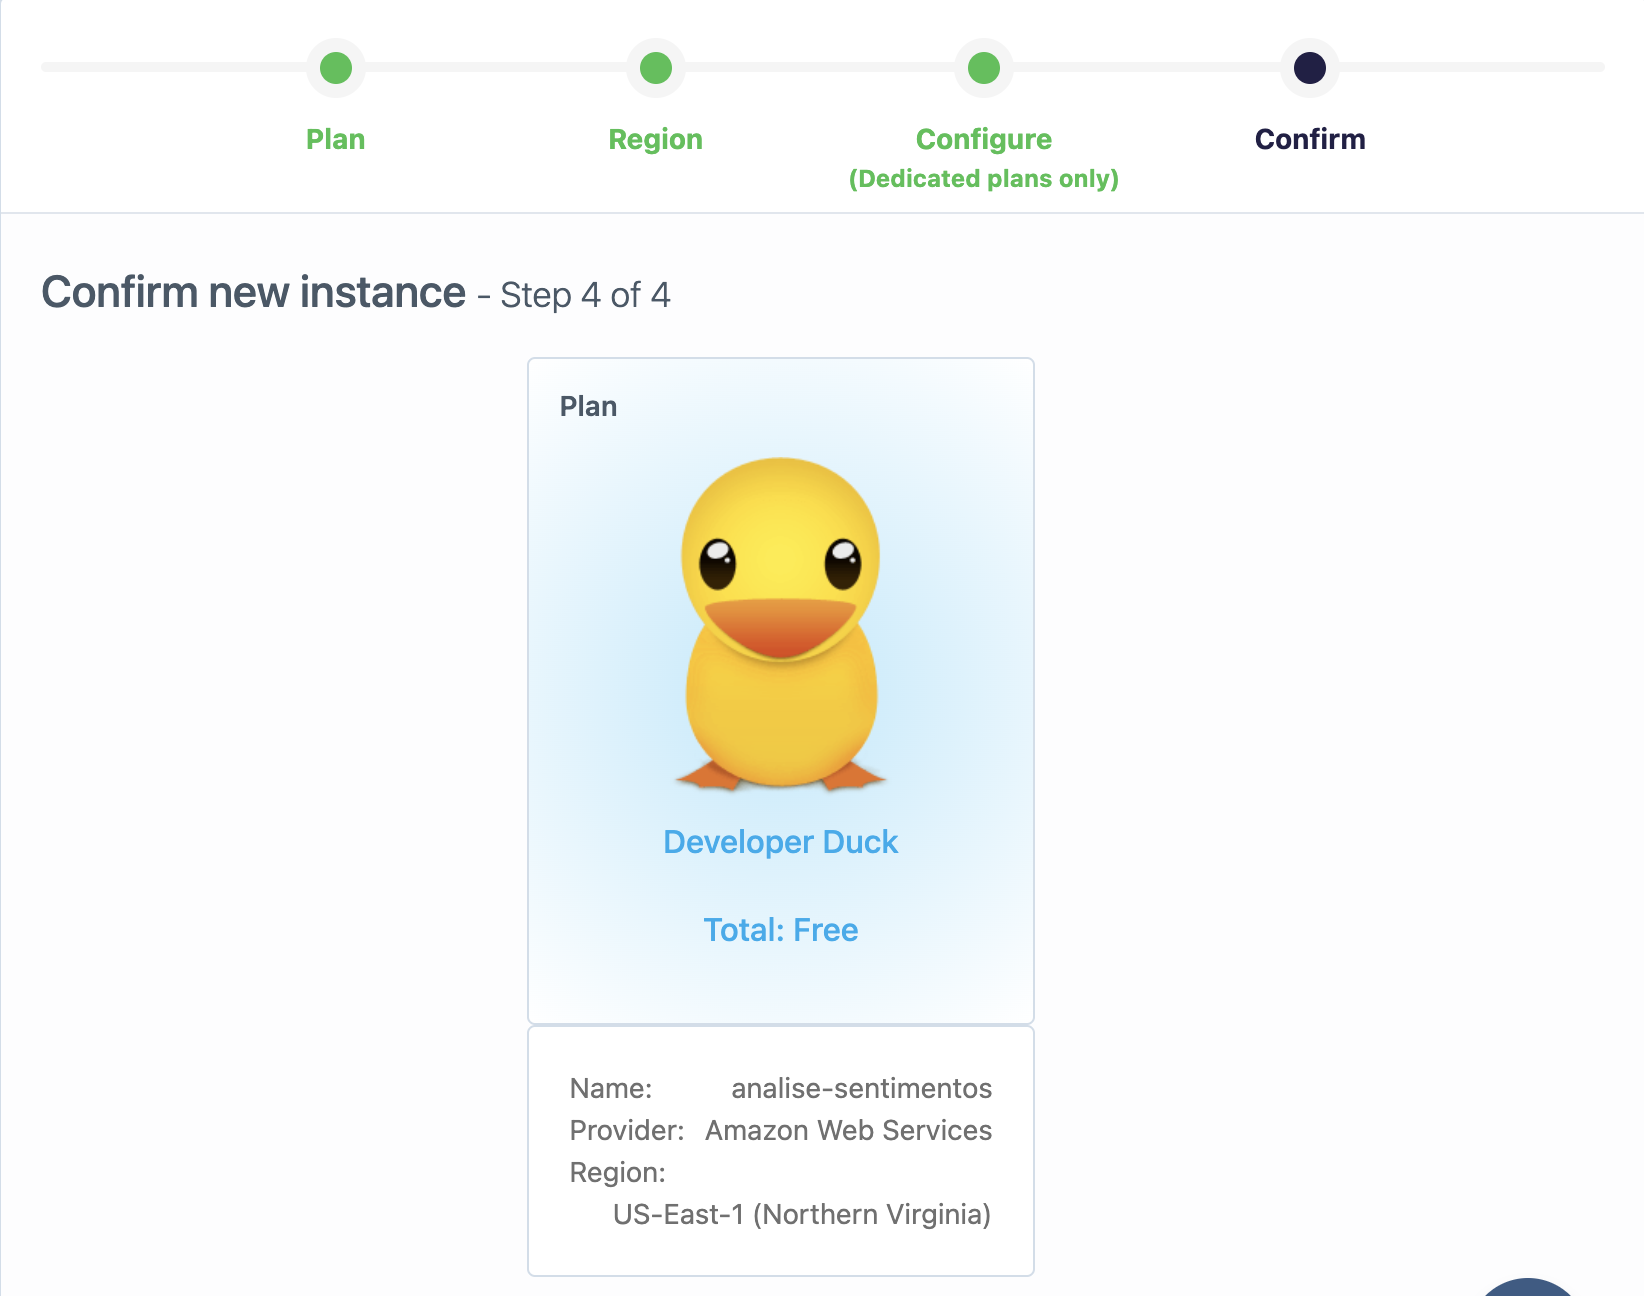 Plan
Region
Configure
Confirm
(Dedicated plans only)
Confirm new instance - Step 4 of 4
Plan
Developer Duck
Total: Free
Name: analise-sentimentos
Provider: Amazon Web Services
Region:
US-East-1 (Northern Virginia)